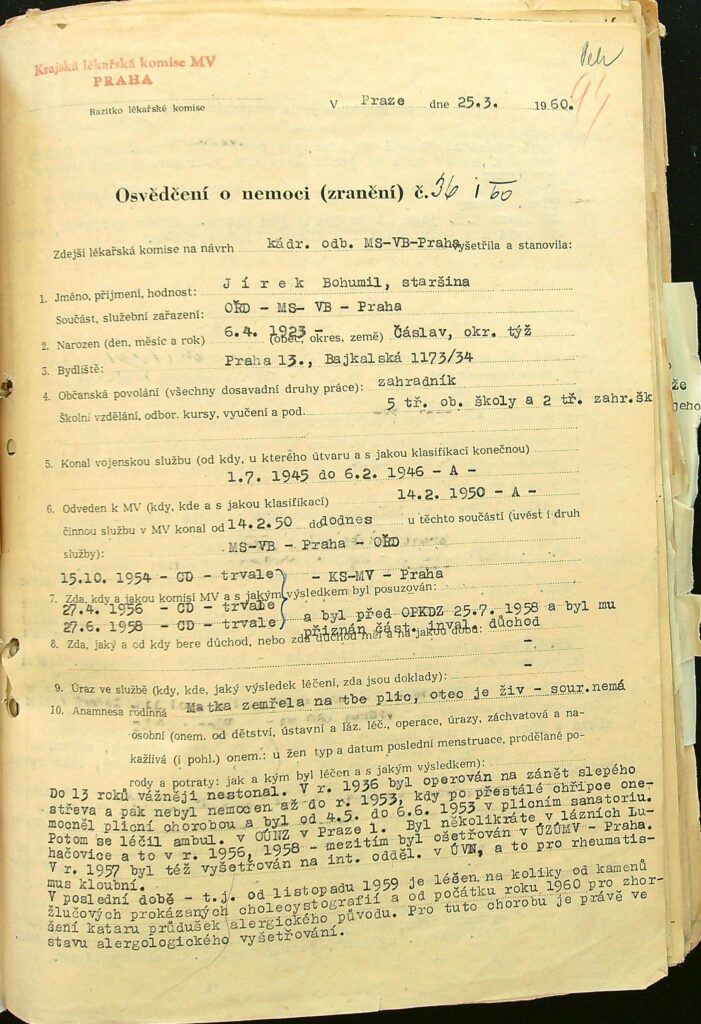 Krajská lékařská komise MV
PRAHA
Razítko lékařské komise
V Praze dne 25.3. 1960.
94
Osvědčení o nemoci (zranění) č. 36 / 60
Zdejší lékařská komise na návrh kádr. odb. MS-VB-Praha vyšetřila a stanovila:
1. Jméno, příjmení, hodnost: Jírek Bohumil, staršina
Součást, služební zařazení: OŘD - MS- VB - Praha
2. Narozen (den, měsíc a rok) 6.4. 1923 - (obec, okres, země) Čáslav, okr. týž
3. Bydliště: Praha 13., Bajkalská 1173/34
4. Občanská povolání (všechny dosavadní druhy práce): zahradník
Školní vzdělání, odbor. kursy, vyučení a pod. 5 tř. ob. školy a 2 tř. zahr.šk
5. Konal vojenskou službu (od kdy, u kterého útvaru a s jakou klasifikací konečnou)
1.7. 1945 do 6.2. 1946 - A -
6. Odveden k MV (kdy, kde a s jakou klasifikací) 14.2. 1950 - A -
činnou službu v MV konal od 14.2.50 do dodnes u těchto součástí (uvést i druh
služby): MS-VB - Praha - OŘD
15.10. 1954 - CD - trvale - KS-MV - Praha
7. Zda, kdy a jakou komisí MV a s jakým výsledkem byl posuzován:
27.4. 1956 - CD - trvale
27.6. 1958 - CD - trvale a byl před OPKDZ 25.7. 1958 a byl mu
přiznán část. inval. důchod
8. Zda, jaký a od kdy bere důchod, nebo zda důchod měl a na jakou dobu: -
9. Úraz ve službě (kdy, kde, jaký výsledek léčení, zda jsou doklady): -
10. Anamnesa rodinná Matka zemřela na tbc plic, otec je živ - sour.nemá
osobní (onem. od dětství, ústavní a láz. léč., operace, úrazy, záchvatová a na-
kažlivá (i pohl.) onem.: u žen typ a datum poslední menstruace, prodělané po-
rody a potraty: jak a kým byl léčen a s jakým výsledkem):
Do 13 roků vážněji nestonal. V r. 1936 byl operován na zánět slepého
střeva a pak nebyl nemocen až do r. 1953, kdy po přestálé chřipce one-
mocněl plicní chorobou a byl od 4.5. do 6.6. 1953 v plicním sanatoriu.
Potom se léčil ambul. v OÚNZ v Praze 1. Byl několikráte v lázních Lu-
hačovice a to v r. 1956, 1958 - mezitím byl ošetřován v ÚZÚMV - Praha.
V r. 1957 byl též vyšetřován na int. odděl. v ÚVN, a to pro rheumatis-
mus kloubní.
V poslední době - t.j. od listopadu 1959 je léčen na koliky od kamenů
žlučových prokázaných cholecystografií a od počátku roku 1960 pro zhor-
šení kataru průdušek alergického původu. Pro tuto chorobu je právě ve
stavu alergologického vyšetřování.
že
jeho